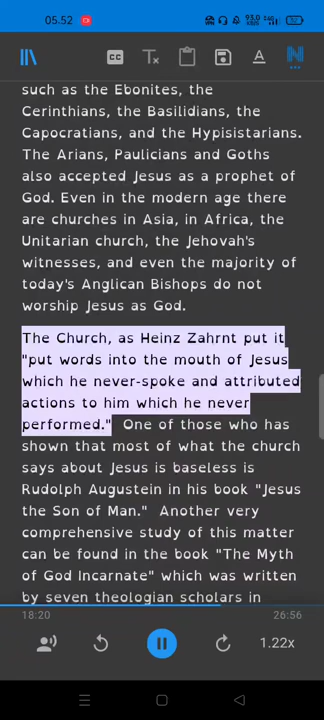 05.52
93.0
KB/s
CC
A
such as the Ebonites, the
Cerinthians, the Basilidians, the
Capocratians, and the Hypisistarians.
The Arians, Paulicians and Goths
also accepted Jesus as a prophet of
God. Even in the modern age there
are churches in Asia, in Africa, the
Unitarian church, the Jehovah's
witnesses, and even the majority of
today's Anglican Bishops do not
worship Jesus as God.
The Church, as Heinz Zahrnt put it
"put words into the mouth of Jesus
which he never-spoke and attributed
actions to him which he never
performed." One of those who has
shown that most of what the church
says about Jesus is baseless is
Rudolph Augustein in his book "Jesus
the Son of Man." Another very
comprehensive study of this matter
can be found in the book "The Myth
of God Incarnate" which was written
by seven theologian scholars in
18:20
26:56
1.22x